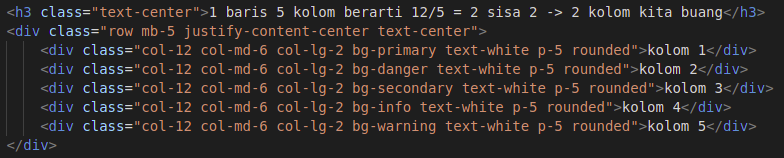 <h3 class="text-center">1 baris 5 kolom berarti 12/5 = 2 sisa 2 -> 2 kolom kita buang</h3>
<div class="row mb-5 justify-content-center text-center">
    <div class="col-12 col-md-6 col-lg-2 bg-primary text-white p-5 rounded">kolom 1</div>
    <div class="col-12 col-md-6 col-lg-2 bg-danger text-white p-5 rounded">kolom 2</div>
    <div class="col-12 col-md-6 col-lg-2 bg-secondary text-white p-5 rounded">kolom 3</div>
    <div class="col-12 col-md-6 col-lg-2 bg-info text-white p-5 rounded">kolom 4</div>
    <div class="col-12 col-md-6 col-lg-2 bg-warning text-white p-5 rounded">kolom 5</div>
</div>